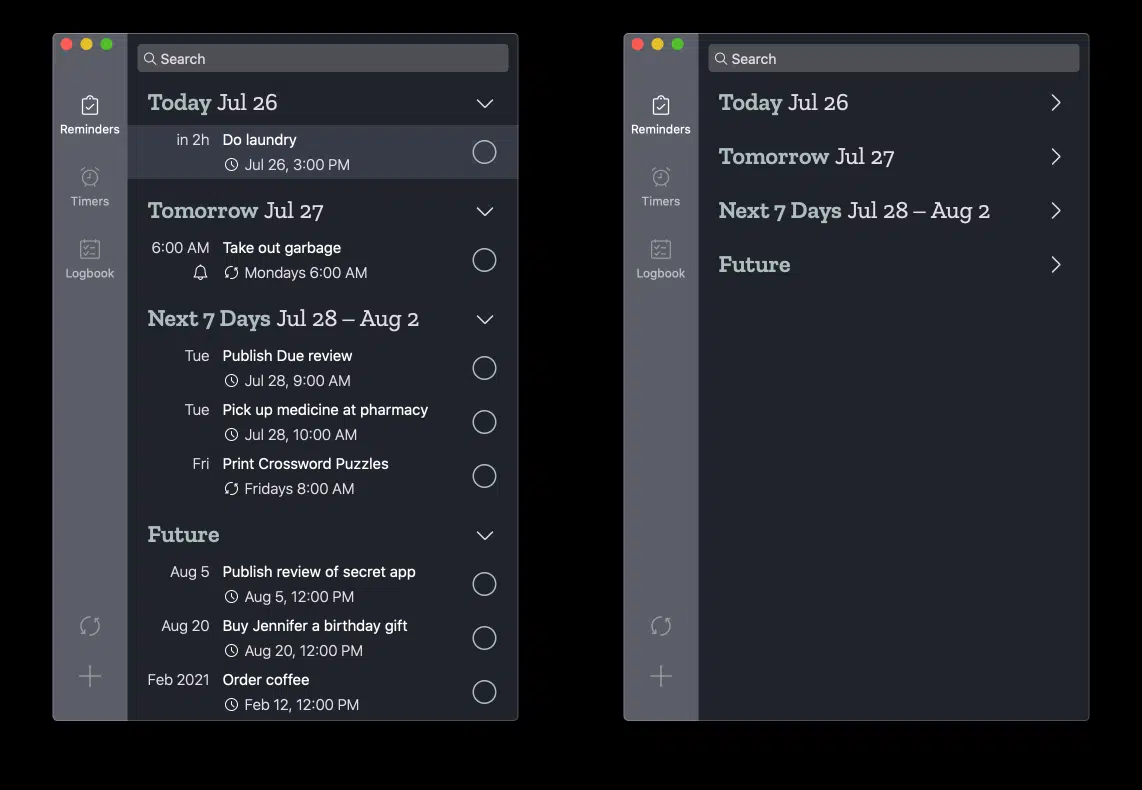 Search
Reminders
Timers
Logbook
Today Jul 26
in 2h Do laundry
Jul 26, 3:00 PM
Tomorrow Jul 27
6:00 AM Take out garbage
Mondays 6:00 AM
Next 7 Days Jul 28 – Aug 2
Tue Publish Due review
Jul 28, 9:00 AM
Tue Pick up medicine at pharmacy
Jul 28, 10:00 AM
Fri Print Crossword Puzzles
Fridays 8:00 AM
Future
Aug 5 Publish review of secret app
Aug 5, 12:00 PM
Aug 20 Buy Jennifer a birthday gift
Aug 20, 12:00 PM
Feb 2021 Order coffee
Feb 12, 12:00 PM
Search
Reminders
Timers
Logbook
Today Jul 26
Tomorrow Jul 27
Next 7 Days Jul 28 – Aug 2
Future